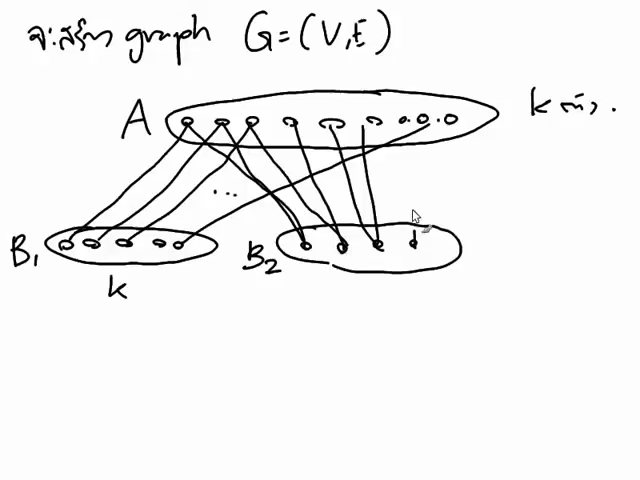 จะสร้าง graph G=(V,E)
A
k ตัว.
...
B₁
B₂
k